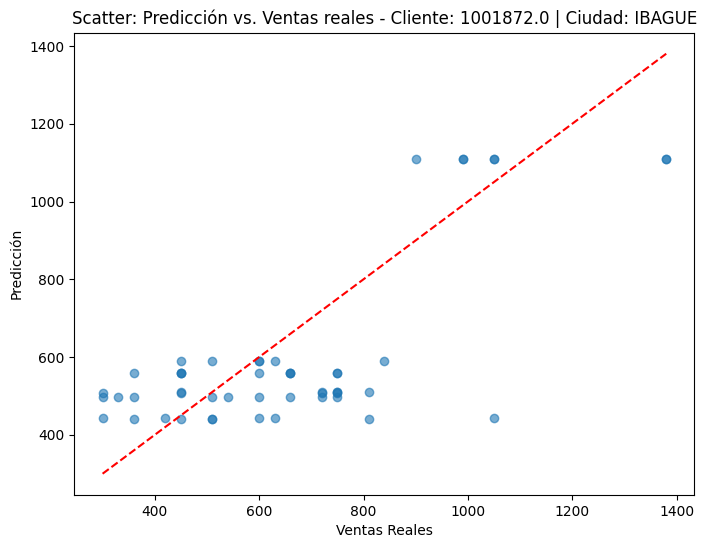 Scatter: Predicción vs. Ventas reales - Cliente: 1001872.0 | Ciudad: IBAGUE
1400
1200
1000
800
600
400
Predicción
400 600 800 1000 1200 1400
Ventas Reales